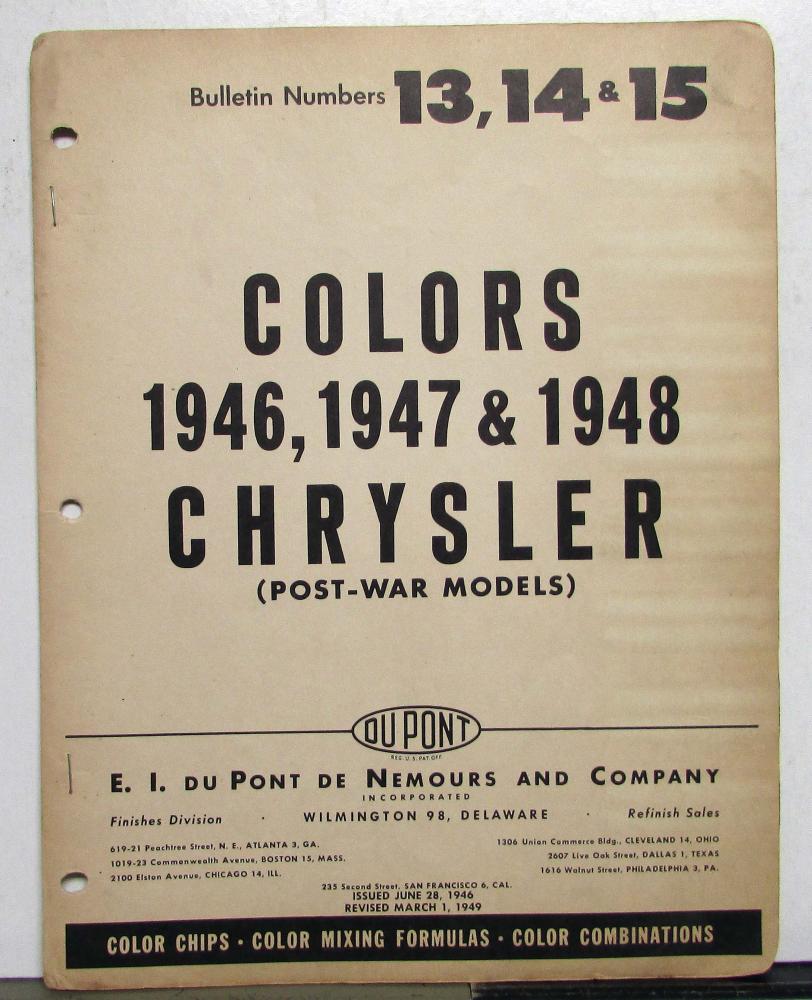 Bulletin Numbers 13, 14 & 15
COLORS
1946, 1947 & 1948
CHRYSLER
(POST-WAR MODELS)
DU PONT
REG. U. S. PAT. OFF.
E. I. DU PONT DE NEMOURS AND COMPANY
INCORPORATED
Finishes Division · WILMINGTON 98, DELAWARE · Refinish Sales
619-21 Peachtree Street, N. E., ATLANTA 3, GA. 1306 Union Commerce Bldg., CLEVELAND 14, OHIO
1019-23 Commonwealth Avenue, BOSTON 15, MASS. 2607 Live Oak Street, DALLAS 1, TEXAS
2100 Elston Avenue, CHICAGO 14, ILL. 1616 Walnut Street, PHILADELPHIA 3, PA.
235 Second Street, SAN FRANCISCO 6, CAL.
ISSUED JUNE 28, 1946
REVISED MARCH 1, 1949
COLOR CHIPS · COLOR MIXING FORMULAS · COLOR COMBINATIONS